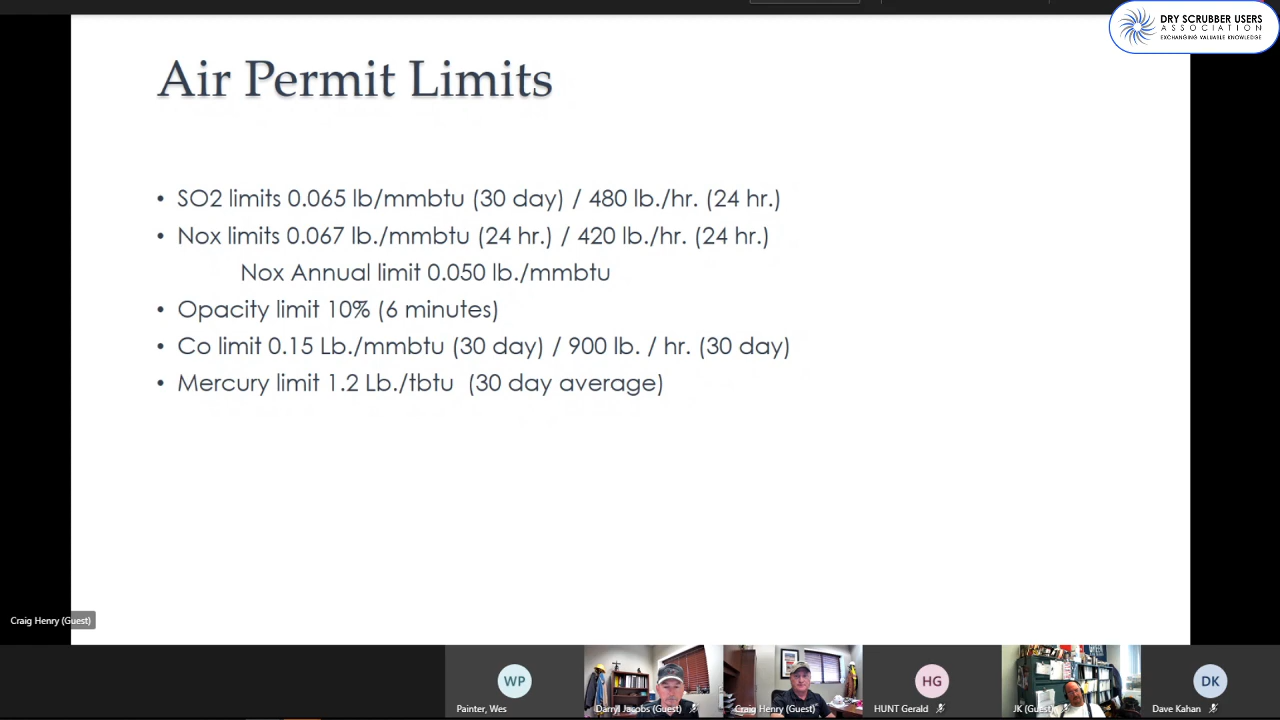 DRY SCRUBBER USERS
ASSOCIATION
EXCHANGING VALUABLE KNOWLEDGE
Air Permit Limits
• SO2 limits 0.065 lb/mmbtu (30 day) / 480 lb./hr. (24 hr.)
• Nox limits 0.067 lb./mmbtu (24 hr.) / 420 lb./hr. (24 hr.)
Nox Annual limit 0.050 lb./mmbtu
• Opacity limit 10% (6 minutes)
• Co limit 0.15 Lb./mmbtu (30 day) / 900 lb. / hr. (30 day)
• Mercury limit 1.2 Lb./tbtu (30 day average)
Craig Henry (Guest)
WP
HG
DK
Painter, Wes
Darryl Jacobs (Guest)
Craig Henry (Guest)
HUNT Gerald
JK (Guest)
Dave Kahan